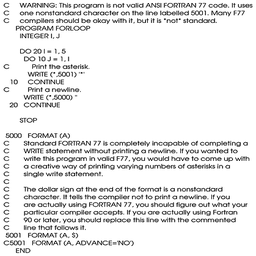 C WARNING: This program is not valid ANSI FORTRAN 77 code. It uses
C one nonstandard character on the line labelled 5001. Many F77
C compilers should be okay with it, but it is *not* standard.
PROGRAM FORLOOP
INTEGER I, J
DO 20 I = 1, 5
DO 10 J = 1, I
C Print the asterisk.
WRITE (*,5001) '*'
10 CONTINUE
C Print a newline.
WRITE (*,5000) ''
20 CONTINUE
STOP
5000 FORMAT (A)
C Standard FORTRAN 77 is completely incapable of completing a
C WRITE statement without printing a newline. If you wanted to
C write this program in valid F77, you would have to come up with
C a creative way of printing varying numbers of asterisks in a
C single write statement.
C
C The dollar sign at the end of the format is a nonstandard
C character. It tells the compiler not to print a newline. If you
C are actually using FORTRAN 77, you should figure out what your
C particular compiler accepts. If you are actually using Fortran
C 90 or later, you should replace this line with the commented
C line that follows it.
5001 FORMAT (A, $)
C5001 FORMAT (A, ADVANCE='NO')
END